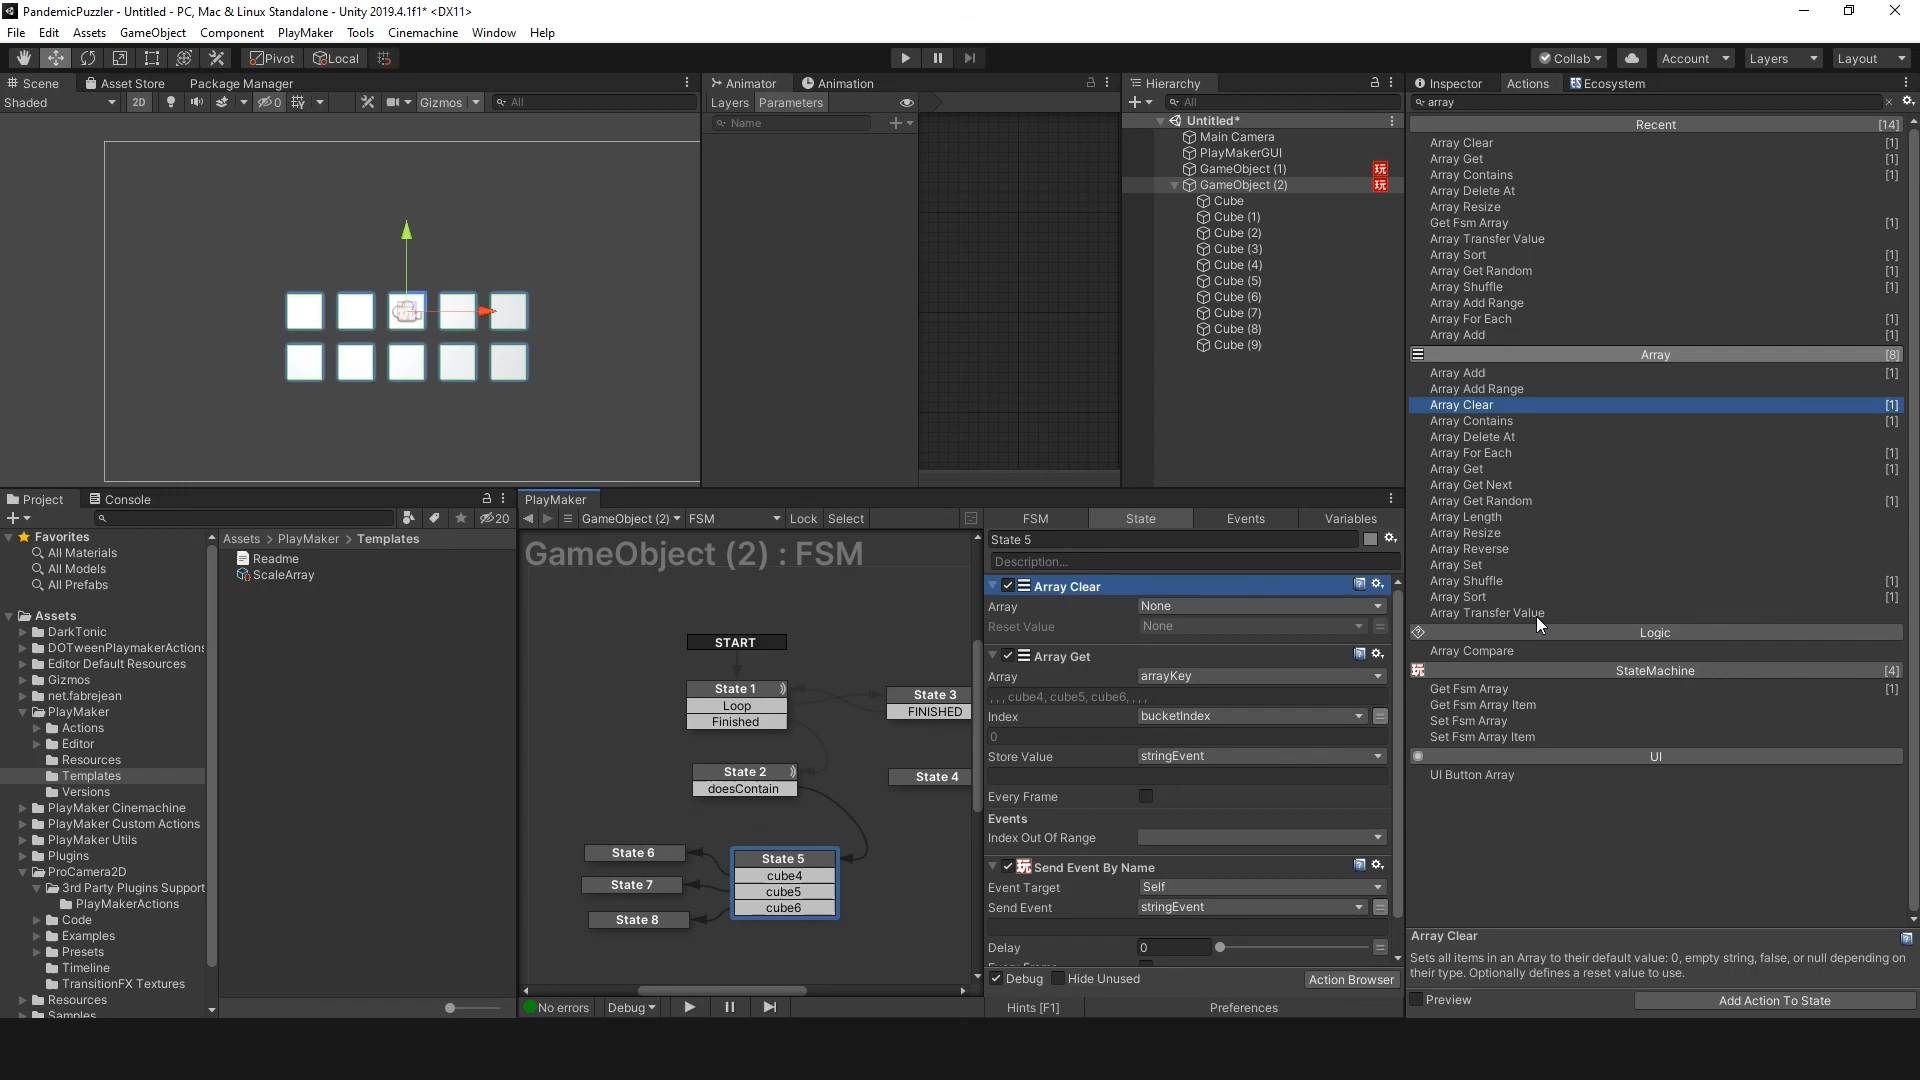 PandemicPuzzler - Untitled - PC, Mac & Linux Standalone - Unity 2019.4.1f1* <DX11>
File Edit Assets GameObject Component PlayMaker Tools Cinemachine Window Help
Pivot Local
Collab Account Layers Layout
Scene Asset Store Package Manager
Shaded 2D 0 Gizmos All
Animator Animation
Layers Parameters
Name
Hierarchy
All
Untitled*
Main Camera
PlayMakerGUI
GameObject (1) 玩
GameObject (2) 玩
Cube
Cube (1)
Cube (2)
Cube (3)
Cube (4)
Cube (5)
Cube (6)
Cube (7)
Cube (8)
Cube (9)
Inspector Actions Ecosystem
array
Recent [14]
Array Clear [1]
Array Get [1]
Array Contains [1]
Array Delete At
Array Resize
Get Fsm Array [1]
Array Transfer Value
Array Sort [1]
Array Get Random [1]
Array Shuffle [1]
Array Add Range
Array For Each [1]
Array Add [1]
Array [8]
Array Add [1]
Array Add Range
Array Clear [1]
Array Contains [1]
Array Delete At
Array For Each [1]
Array Get [1]
Array Get Next
Array Get Random [1]
Array Length
Array Resize
Array Reverse
Array Set
Array Shuffle [1]
Array Sort [1]
Array Transfer Value
Logic
Array Compare
玩 StateMachine [4]
Get Fsm Array [1]
Get Fsm Array Item
Set Fsm Array
Set Fsm Array Item
UI
UI Button Array
Array Clear
Sets all items in an Array to their default value: 0, empty string, false, or null depending on
their type. Optionally defines a reset value to use.
Preview Add Action To State
Project Console
20
Favorites
All Materials
All Models
All Prefabs
Assets
DarkTonic
DOTweenPlaymakerActions
Editor Default Resources
Gizmos
net.fabrejean
PlayMaker
Actions
Editor
Resources
Templates
Versions
PlayMaker Cinemachine
PlayMaker Custom Actions
PlayMaker Utils
Plugins
ProCamera2D
3rd Party Plugins Support
PlayMakerActions
Code
Examples
Presets
Timeline
TransitionFX Textures
Resources
Samples
Assets > PlayMaker > Templates
Readme
ScaleArray
PlayMaker
GameObject (2) FSM Lock Select
GameObject (2) : FSM
START
State 1
Loop
Finished
State 3
FINISHED
State 2
doesContain
State 4
State 5
cube4
cube5
cube6
State 6
State 7
State 8
No errors Debug
FSM State Events Variables
State 5
Description...
Array Clear
Array None
Reset Value None
Array Get
Array arrayKey
, , , cube4, cube5, cube6, , , ,
Index bucketIndex
0
Store Value stringEvent
Every Frame
Events
Index Out Of Range
玩 Send Event By Name
Event Target Self
Send Event stringEvent
Delay 0
Every Frame
Debug Hide Unused Action Browser
Hints [F1] Preferences